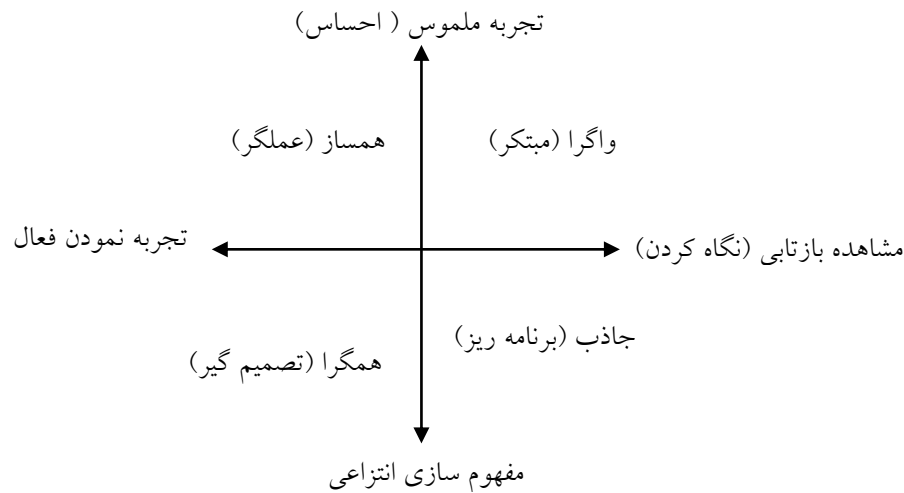 تجربه ملموس ( احساس)
واگرا (مبتکر)
همساز (عملگر)
مشاهده بازتابی (نگاه کردن)
تجربه نمودن فعال
جاذب (برنامه ریز)
همگرا (تصمیم گیر)
مفهوم سازی انتزاعی